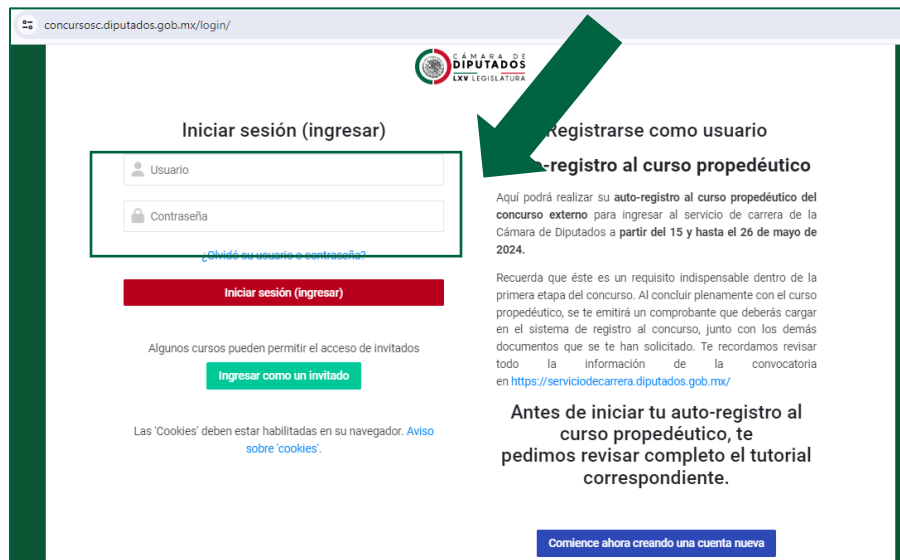 concursosc.diputados.gob.mx/login/
CÁMARA DE
DIPUTADOS
LXV LEGISLATURA
Iniciar sesión (ingresar)
Usuario
Contraseña
¿Olvidó su usuario o contraseña?
Iniciar sesión (ingresar)
Algunos cursos pueden permitir el acceso de invitados
Ingresar como un invitado
Las 'Cookies' deben estar habilitadas en su navegador. Aviso
sobre 'cookies'.
Registrarse como usuario
-registro al curso propedéutico
Aquí podrá realizar su auto-registro al curso propedéutico del
concurso externo para ingresar al servicio de carrera de la
Cámara de Diputados a partir del 15 y hasta el 26 de mayo de
2024.
Recuerda que éste es un requisito indispensable dentro de la
primera etapa del concurso. Al concluir plenamente con el curso
propedéutico, se te emitirá un comprobante que deberás cargar
en el sistema de registro al concurso, junto con los demás
documentos que se te han solicitado. Te recordamos revisar
todo la información de la convocatoria
en https://serviciodecarrera.diputados.gob.mx/
Antes de iniciar tu auto-registro al
curso propedéutico, te
pedimos revisar completo el tutorial
correspondiente.
Comience ahora creando una cuenta nueva